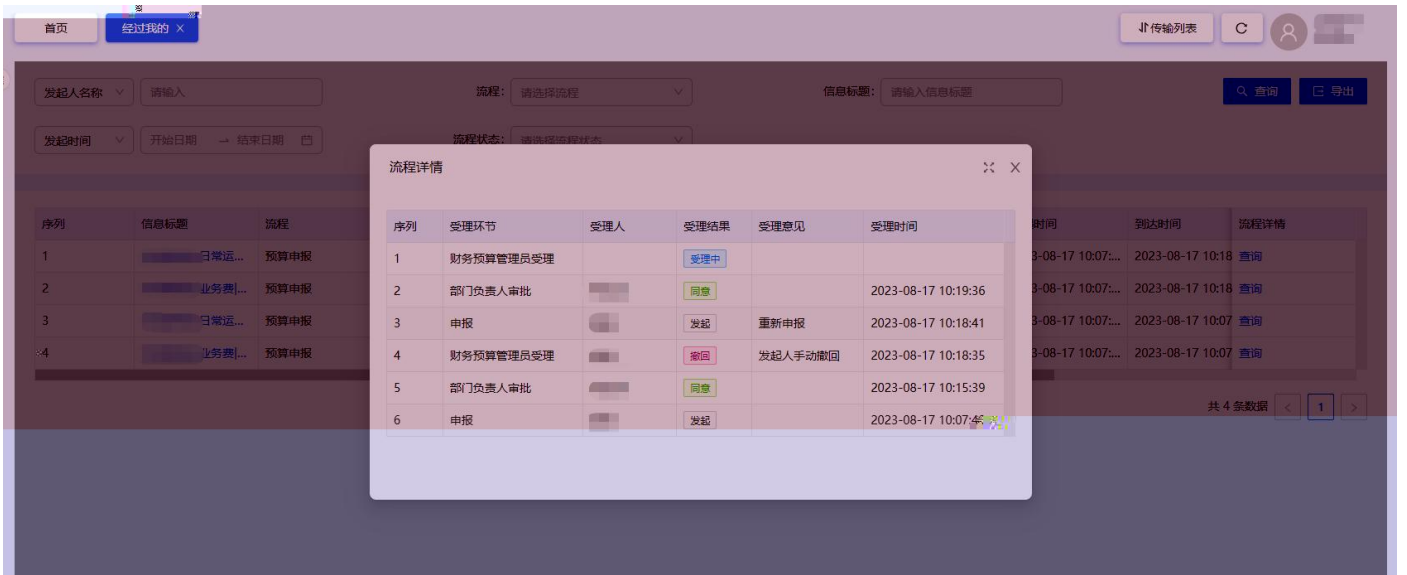 首页 经过我的 × 传输列表 C
发起人名称 请输入 流程: 请选择流程 信息标题: 请输入信息标题 查询 导出
发起时间 开始日期 → 结束日期 流程状态: 请选择流程状态
流程详情
序列 信息标题 流程 时间 到达时间 流程详情
序列 受理环节 受理人 受理结果 受理意见 受理时间
1 日常运... 预算申报 3-08-17 10:07:... 2023-08-17 10:18 查询
1 财务预算管理员受理 受理中
2 业务费|... 预算申报 3-08-17 10:07:... 2023-08-17 10:18 查询
2 部门负责人审批 同意 2023-08-17 10:19:36
3 日常运... 预算申报 3-08-17 10:07:... 2023-08-17 10:07 查询
3 申报 发起 重新申报 2023-08-17 10:18:41
4 业务费|... 预算申报 3-08-17 10:07:... 2023-08-17 10:07 查询
4 财务预算管理员受理 撤回 发起人手动撤回 2023-08-17 10:18:35
5 部门负责人审批 同意 2023-08-17 10:15:39
共 4 条数据 < 1 >
6 申报 发起 2023-08-17 10:07:4